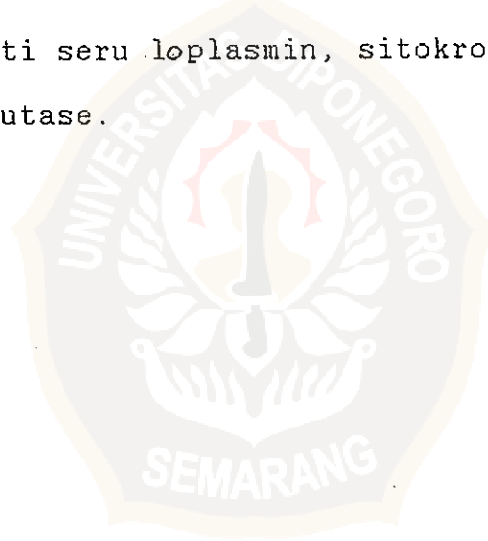 ti seru loplasmin, sitokro
utase.
UNIVERSITAS DIPONEGORO
SEMARANG